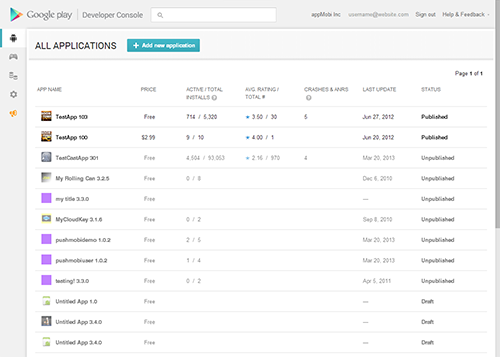 Google play Developer Console appMobi Inc username@website.com Sign out Help & Feedback
ALL APPLICATIONS + Add new application
Page 1 of 1
APP NAME PRICE ACTIVE / TOTAL INSTALLS AVG. RATING / TOTAL # CRASHES & ANRS LAST UPDATE STATUS
TestApp 103 Free 714 / 5,320 ★ 3.50 / 30 5 Jun 27, 2012 Published
TestApp 100 $2.99 9 / 10 ★ 4.00 / 1 Jun 20, 2012 Published
TestCastApp 301 Free 4,504 / 93,053 ★ 2.16 / 970 4 Mar 20, 2013 Unpublished
My Rolling Can 3.2.5 Free 0 / 8 Dec 6, 2010 Unpublished
my title 3.3.0 Free — Unpublished
MyCloudKey 3.1.6 Free 0 / 2 Sep 8, 2010 Unpublished
pushmobidemo 1.0.2 Free 2 / 5 Mar 20, 2013 Unpublished
pushmobiuser 1.0.2 Free 1 / 4 Mar 20, 2013 Unpublished
testing! 3.3.0 Free 0 / 2 Apr 5, 2011 Unpublished
Untitled App 1.0 Free — Draft
Untitled App 3.4.0 Free — Draft
Untitled App 3.4.0 Free — Draft